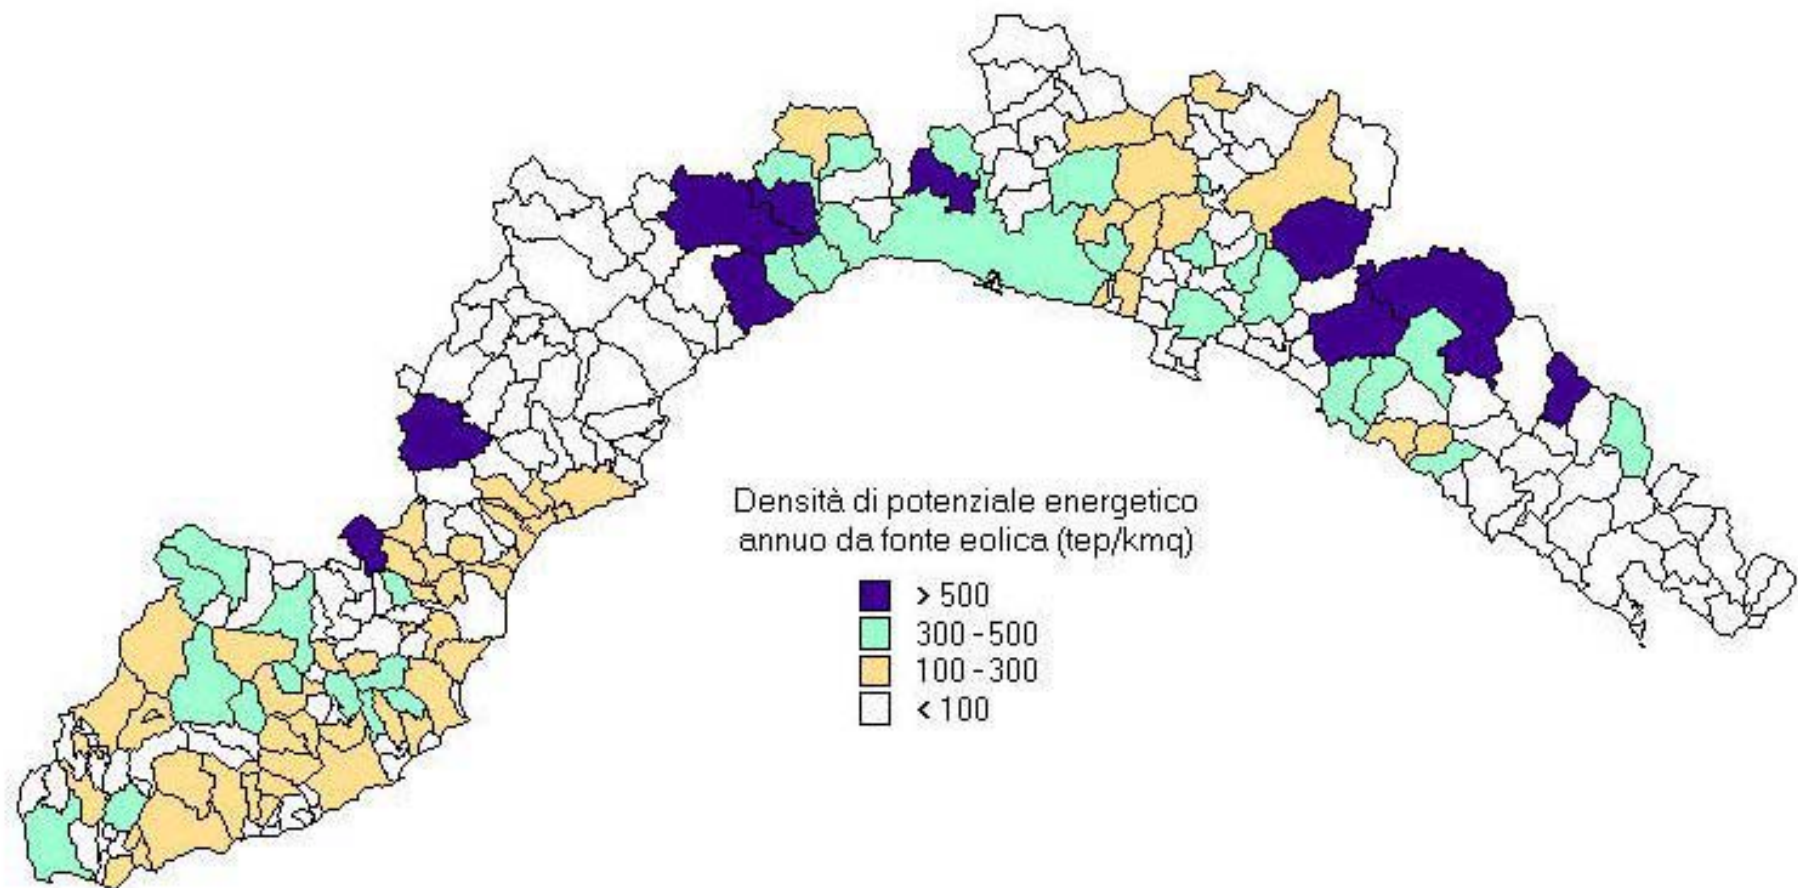 Densità di potenziale energetico
annuo da fonte eolica (tep/kmq)
> 500
300 - 500
100 - 300
< 100